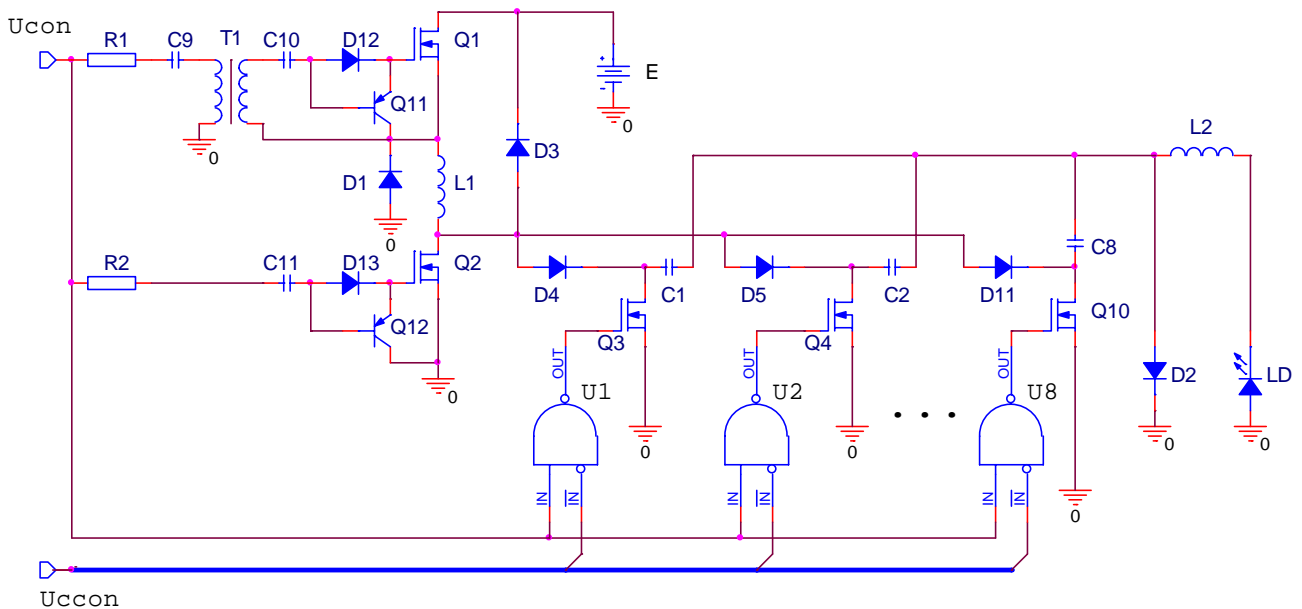 Ucon
R1
C9
T1
C10
D12
Q1
E
0
Q11
0
D3
L2
D1
L1
0
C8
R2
C11
D13
Q2
D4
C1
D5
C2
D11
Q10
Q12
Q3
Q4
0
OUT
U1
OUT
U2
OUT
U8
D2
LD
0
0
0
0
IN
IN
IN
IN
IN
IN
0
Uccon